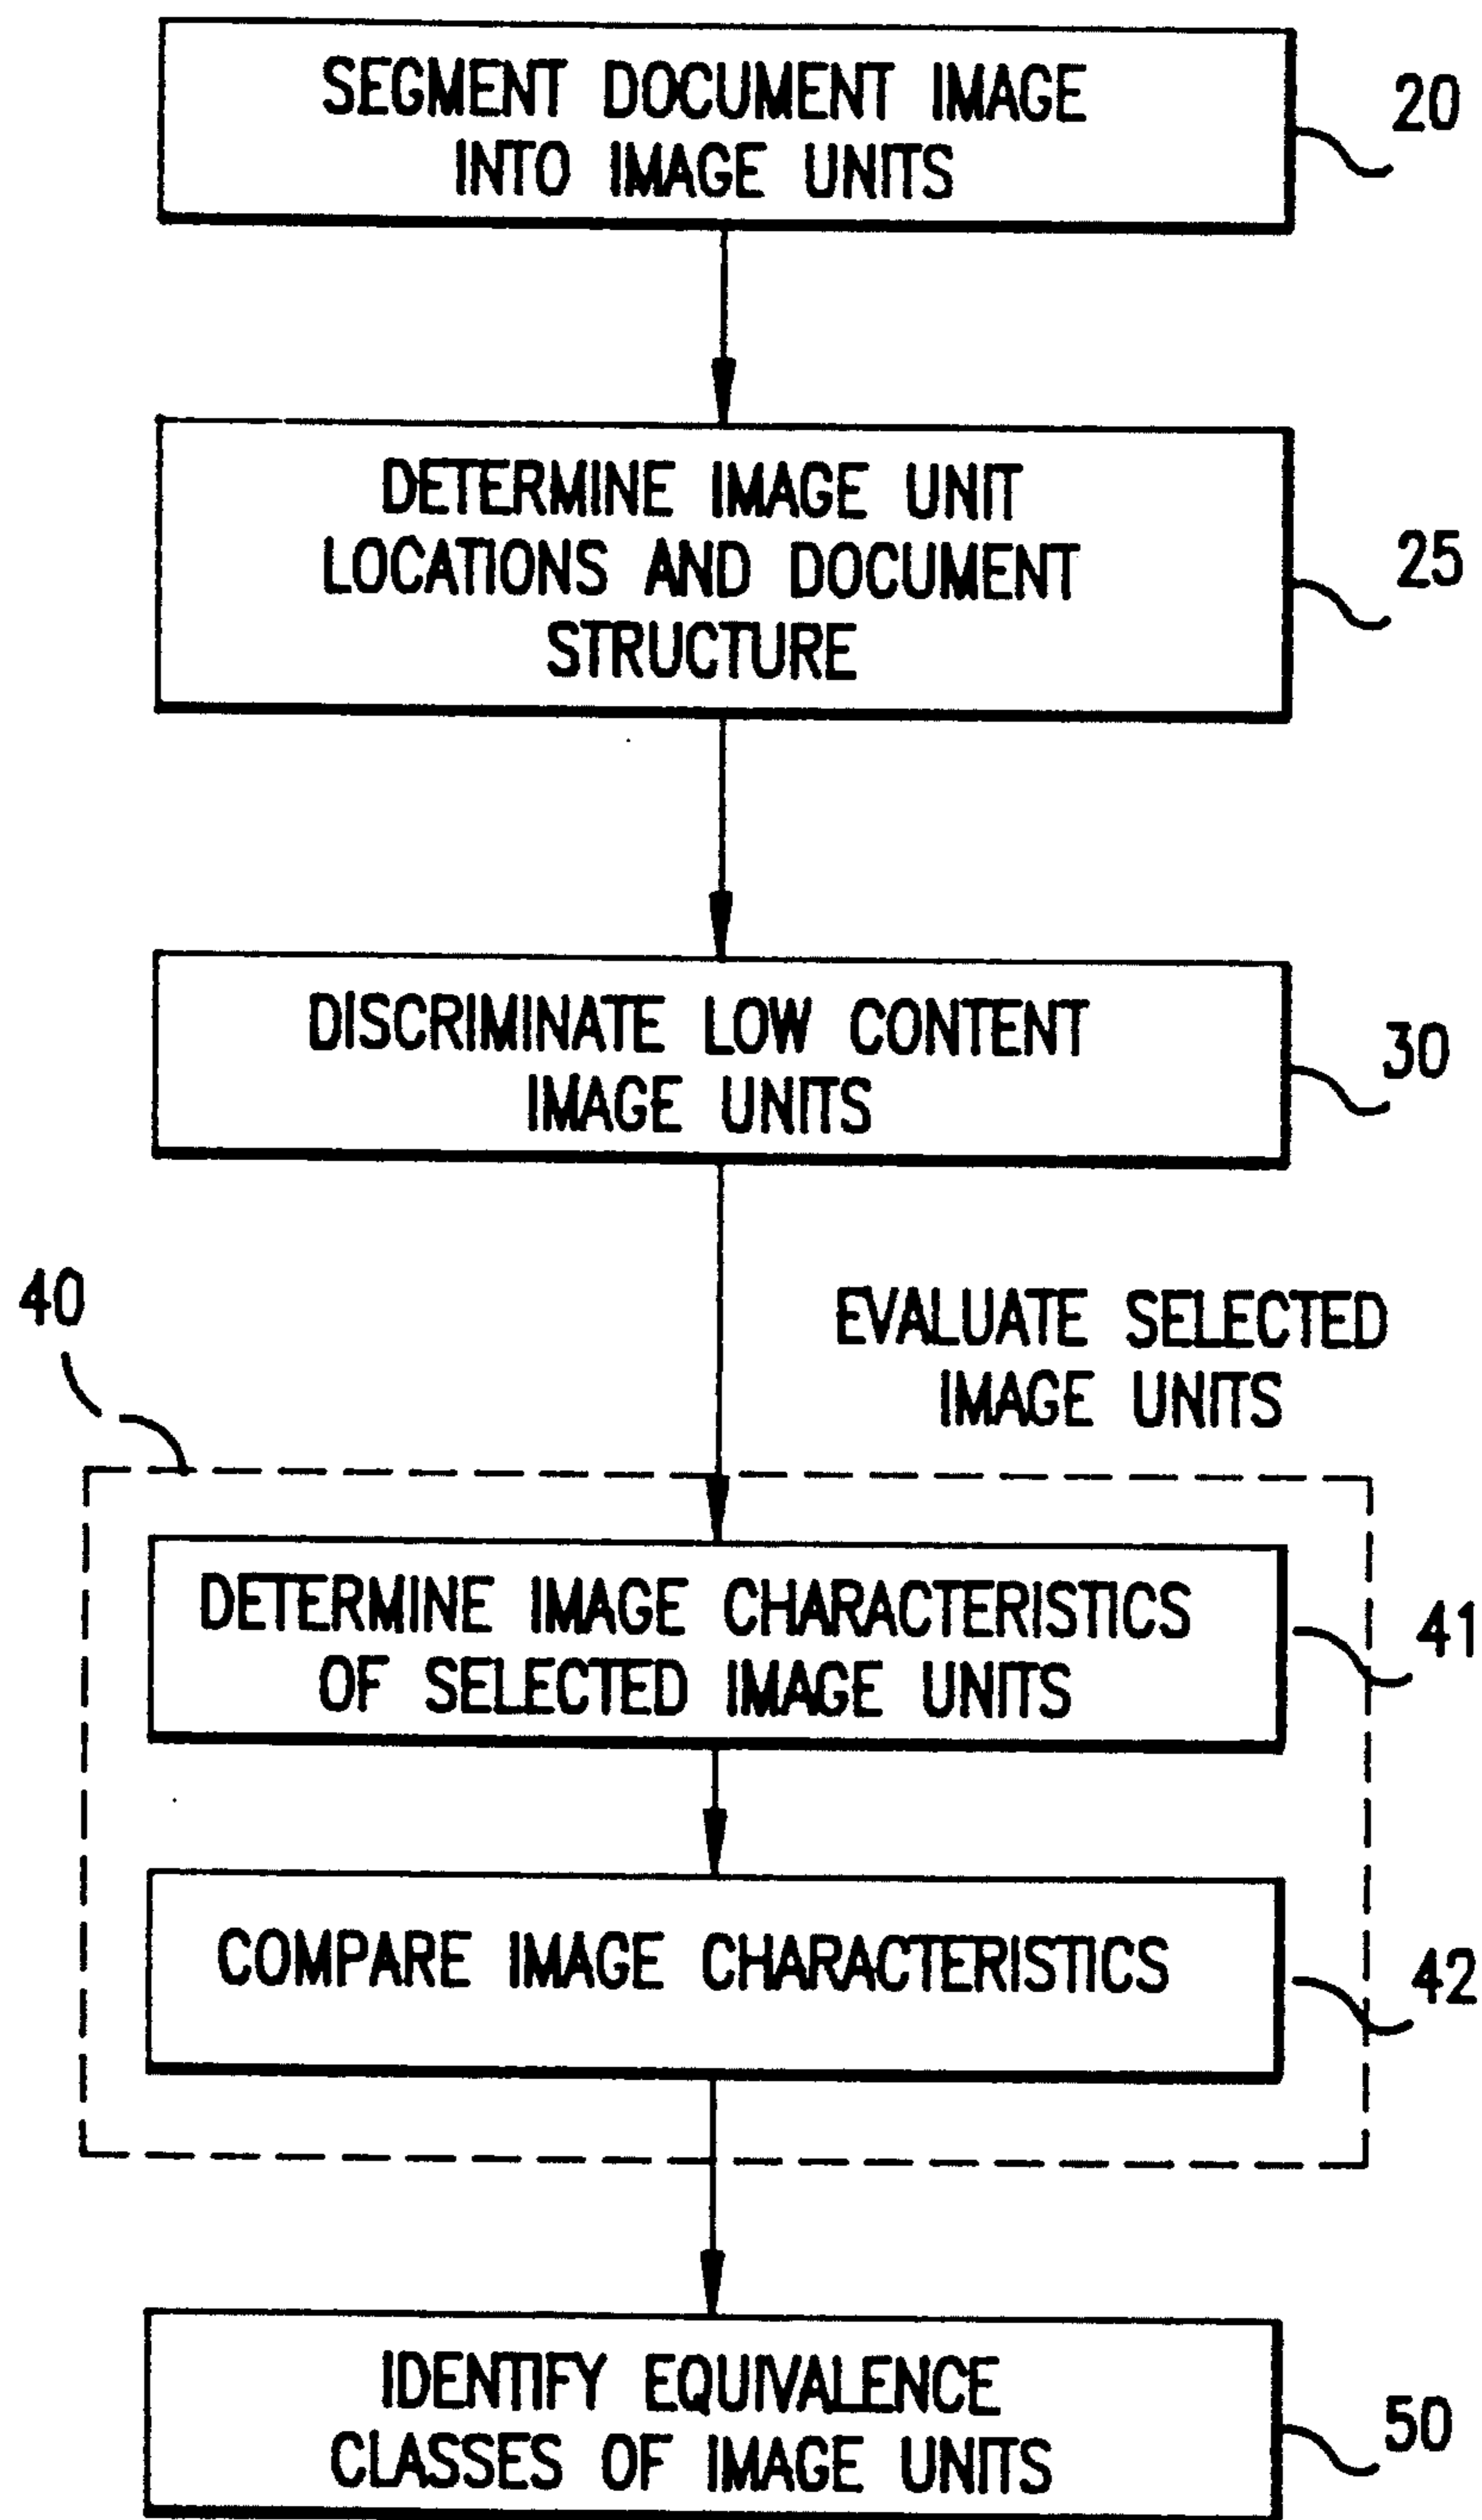 SEGMENT DOCUMENT IMAGE
INTO IMAGE UNITS
20
DETERMINE IMAGE UNIT
LOCATIONS AND DOCUMENT
STRUCTURE
25
DISCRIMINATE LOW CONTENT
IMAGE UNITS
30
40
EVALUATE SELECTED
IMAGE UNITS
DETERMINE IMAGE CHARACTERISTICS
OF SELECTED IMAGE UNITS
41
COMPARE IMAGE CHARACTERISTICS
42
IDENTIFY EQUIVALENCE
CLASSES OF IMAGE UNITS
50